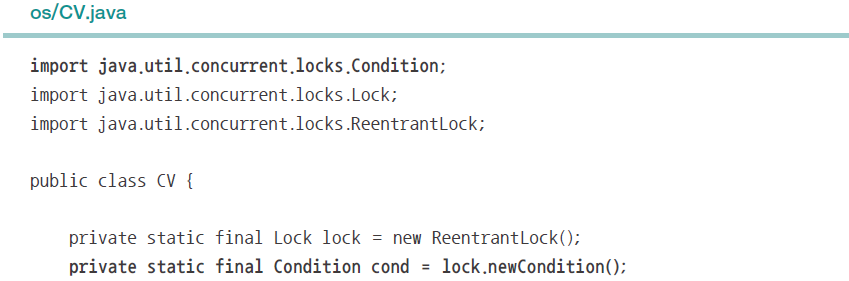 os/CV.java
import java.util.concurrent.locks.Condition;
import java.util.concurrent.locks.Lock;
import java.util.concurrent.locks.ReentrantLock;
public class CV {
private static final Lock lock = new ReentrantLock();
private static final Condition cond = lock.newCondition();